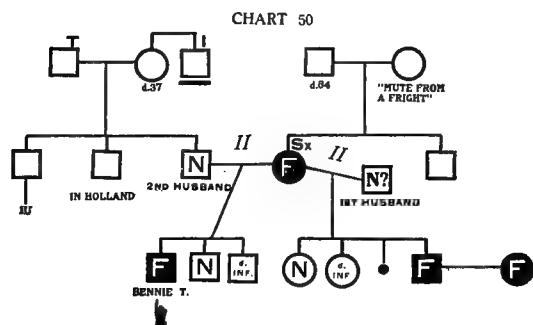 CHART 50
T
I
d.37
d.64
"MUTE FROM
A FRIGHT"
Sx
II
II
N
F
N?
IN HOLLAND
2ND HUSBAND
1ST HUSBAND
F
N
d.
INF.
N
d.
INF.
F
F
BENNIE T.